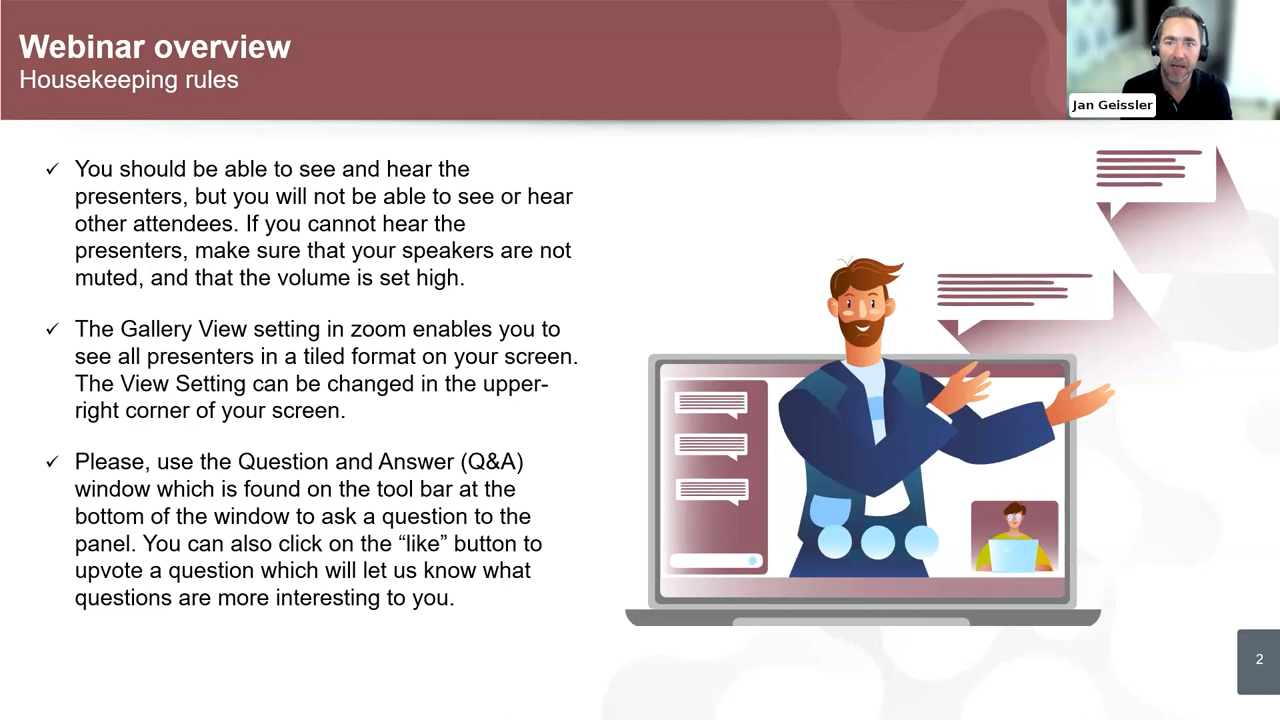 Webinar overview
Housekeeping rules
Jan Geissler
✓ You should be able to see and hear the
presenters, but you will not be able to see or hear
other attendees. If you cannot hear the
presenters, make sure that your speakers are not
muted, and that the volume is set high.
✓ The Gallery View setting in zoom enables you to
see all presenters in a tiled format on your screen.
The View Setting can be changed in the upper-
right corner of your screen.
✓ Please, use the Question and Answer (Q&A)
window which is found on the tool bar at the
bottom of the window to ask a question to the
panel. You can also click on the “like” button to
upvote a question which will let us know what
questions are more interesting to you.
2